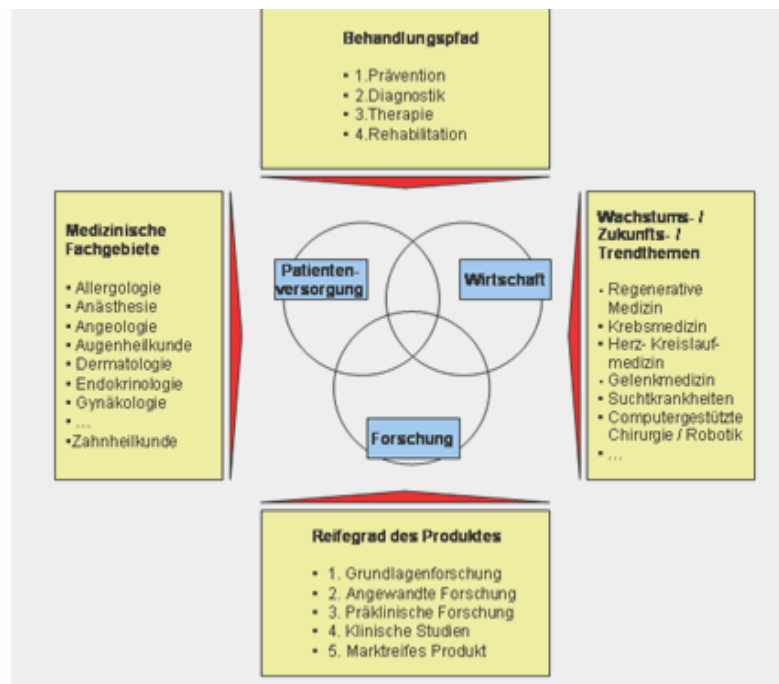 Behandlungspfad
▪ 1.Prävention
▪ 2.Diagnostik
▪ 3.Therapie
▪ 4.Rehabilitation
Medizinische
Fachgebiete
▪ Allergologie
▪ Anästhesie
▪ Angeologie
▪ Augenheilkunde
▪ Dermatologie
▪ Endokrinologie
▪ Gynäkologie
▪ ...
▪Zahnheilkunde
Patienten-
versorgung
Wirtschaft
Forschung
Wachstums- /
Zukunfts- /
Trendthemen
▪ Regenerative
Medizin
▪ Krebsmedizin
▪ Herz- Kreislauf-
medizin
▪ Gelenkmedizin
▪ Suchtkrankheiten
▪ Computergestützte
Chirurgie / Robotik
▪ ...
Reifegrad des Produktes
▪ 1. Grundlagenforschung
▪ 2. Angewandte Forschung
▪ 3. Präklinische Forschung
▪ 4. Klinische Studien
▪ 5. Marktreifes Produkt